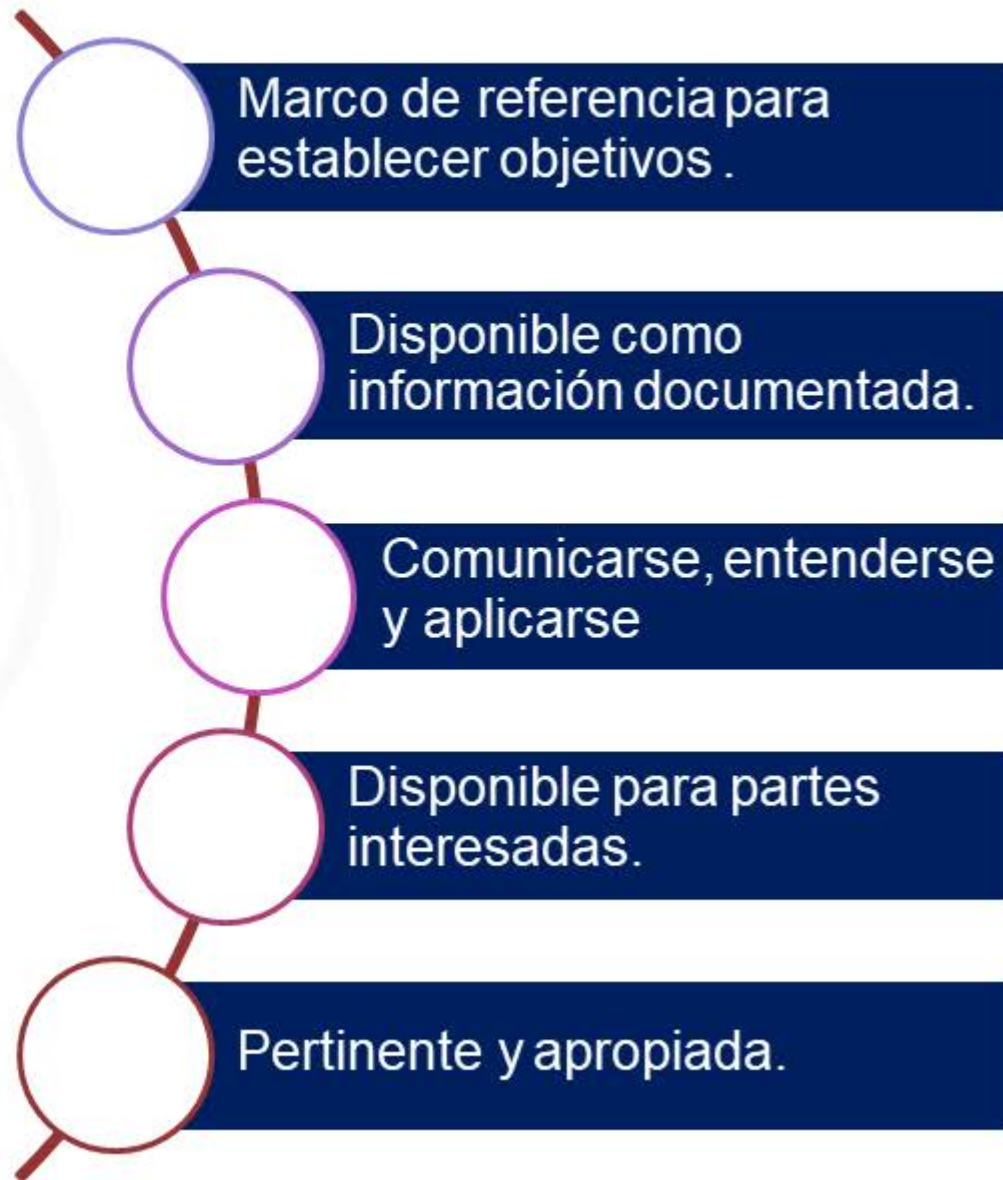 Marco de referencia para
establecer objetivos .
Disponible como
información documentada.
Comunicarse, entenderse
y aplicarse
Disponible para partes
interesadas.
Pertinente y apropiada.